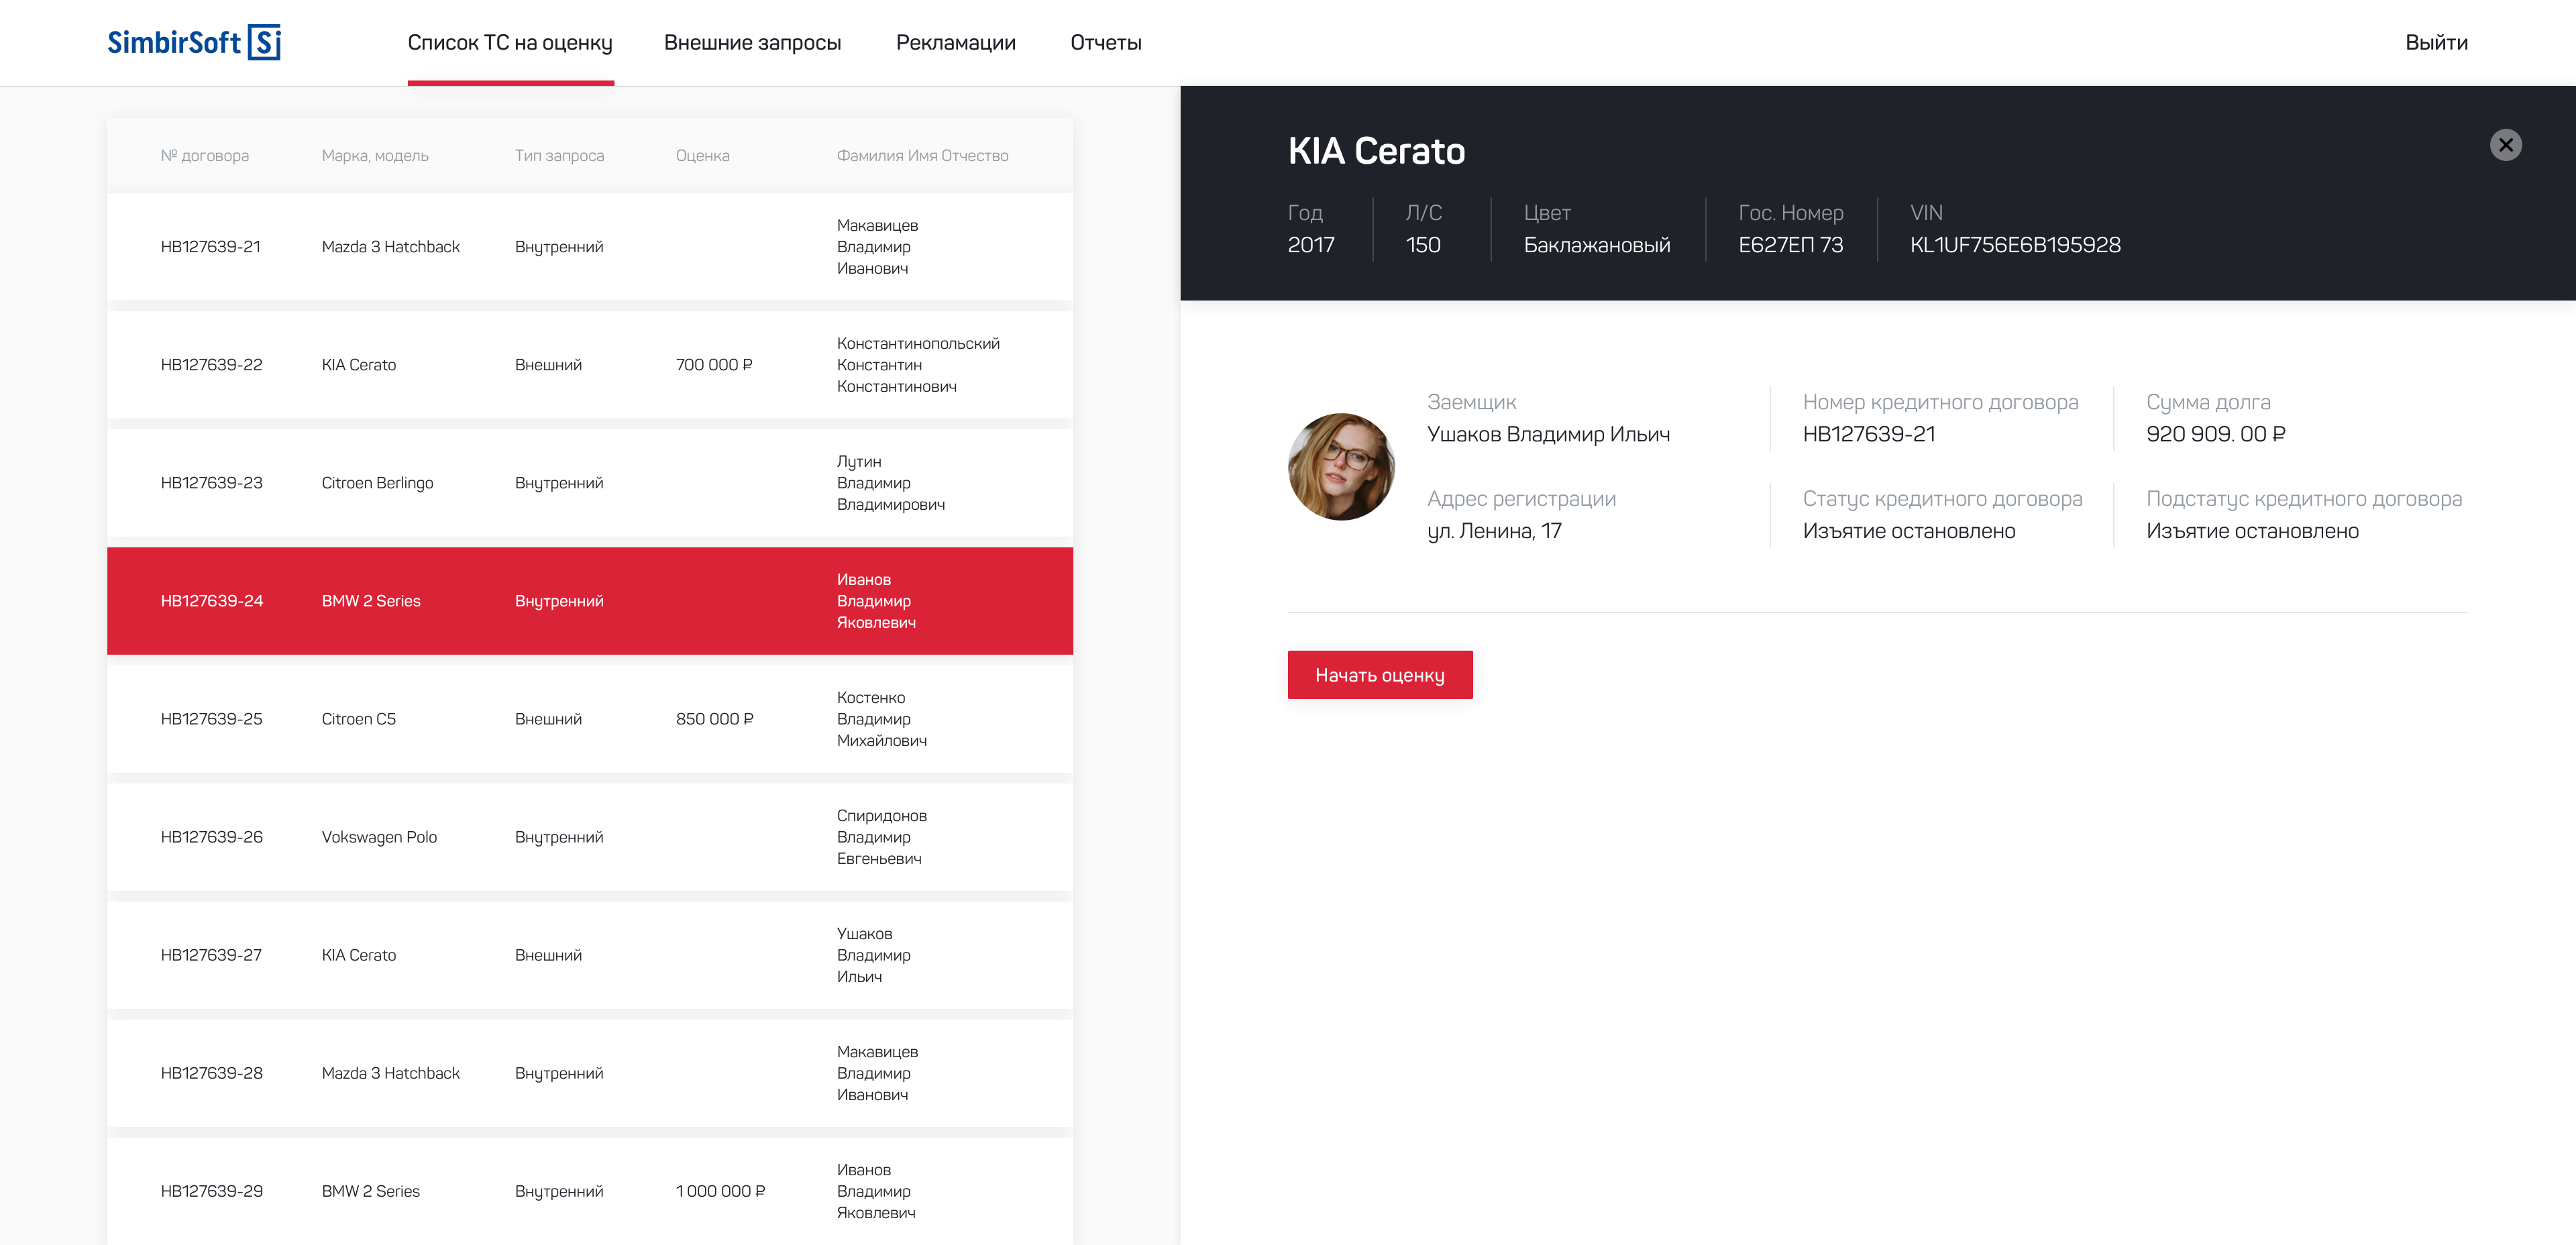 SimbirSoft Si
Список ТС на оценку Внешние запросы Рекламации Отчеты Выйти
№ договора Марка, модель Тип запроса Оценка Фамилия Имя Отчество
НВ127639-21 Mazda 3 Hatchback Внутренний Макавицев
Владимир
Иванович
НВ127639-22 KIA Cerato Внешний 700 000 ₽ Константинопольский
Константин
Константинович
НВ127639-23 Citroen Berlingo Внутренний Лутин
Владимир
Владимирович
НВ127639-24 BMW 2 Series Внутренний Иванов
Владимир
Яковлевич
НВ127639-25 Citroen C5 Внешний 850 000 ₽ Костенко
Владимир
Михайлович
НВ127639-26 Vokswagen Polo Внутренний Спиридонов
Владимир
Евгеньевич
НВ127639-27 KIA Cerato Внешний Ушаков
Владимир
Ильич
НВ127639-28 Mazda 3 Hatchback Внутренний Макавицев
Владимир
Иванович
НВ127639-29 BMW 2 Series Внутренний 1 000 000 ₽ Иванов
Владимир
Яковлевич
KIA Cerato
Год Л/С Цвет Гос. Номер VIN
2017 150 Баклажановый Е627ЕП 73 KL1UF756E6B195928
Заемщик Номер кредитного договора Сумма долга
Ушаков Владимир Ильич НВ127639-21 920 909. 00 ₽
Адрес регистрации Статус кредитного договора Подстатус кредитного договора
ул. Ленина, 17 Изъятие остановлено Изъятие остановлено
Начать оценку